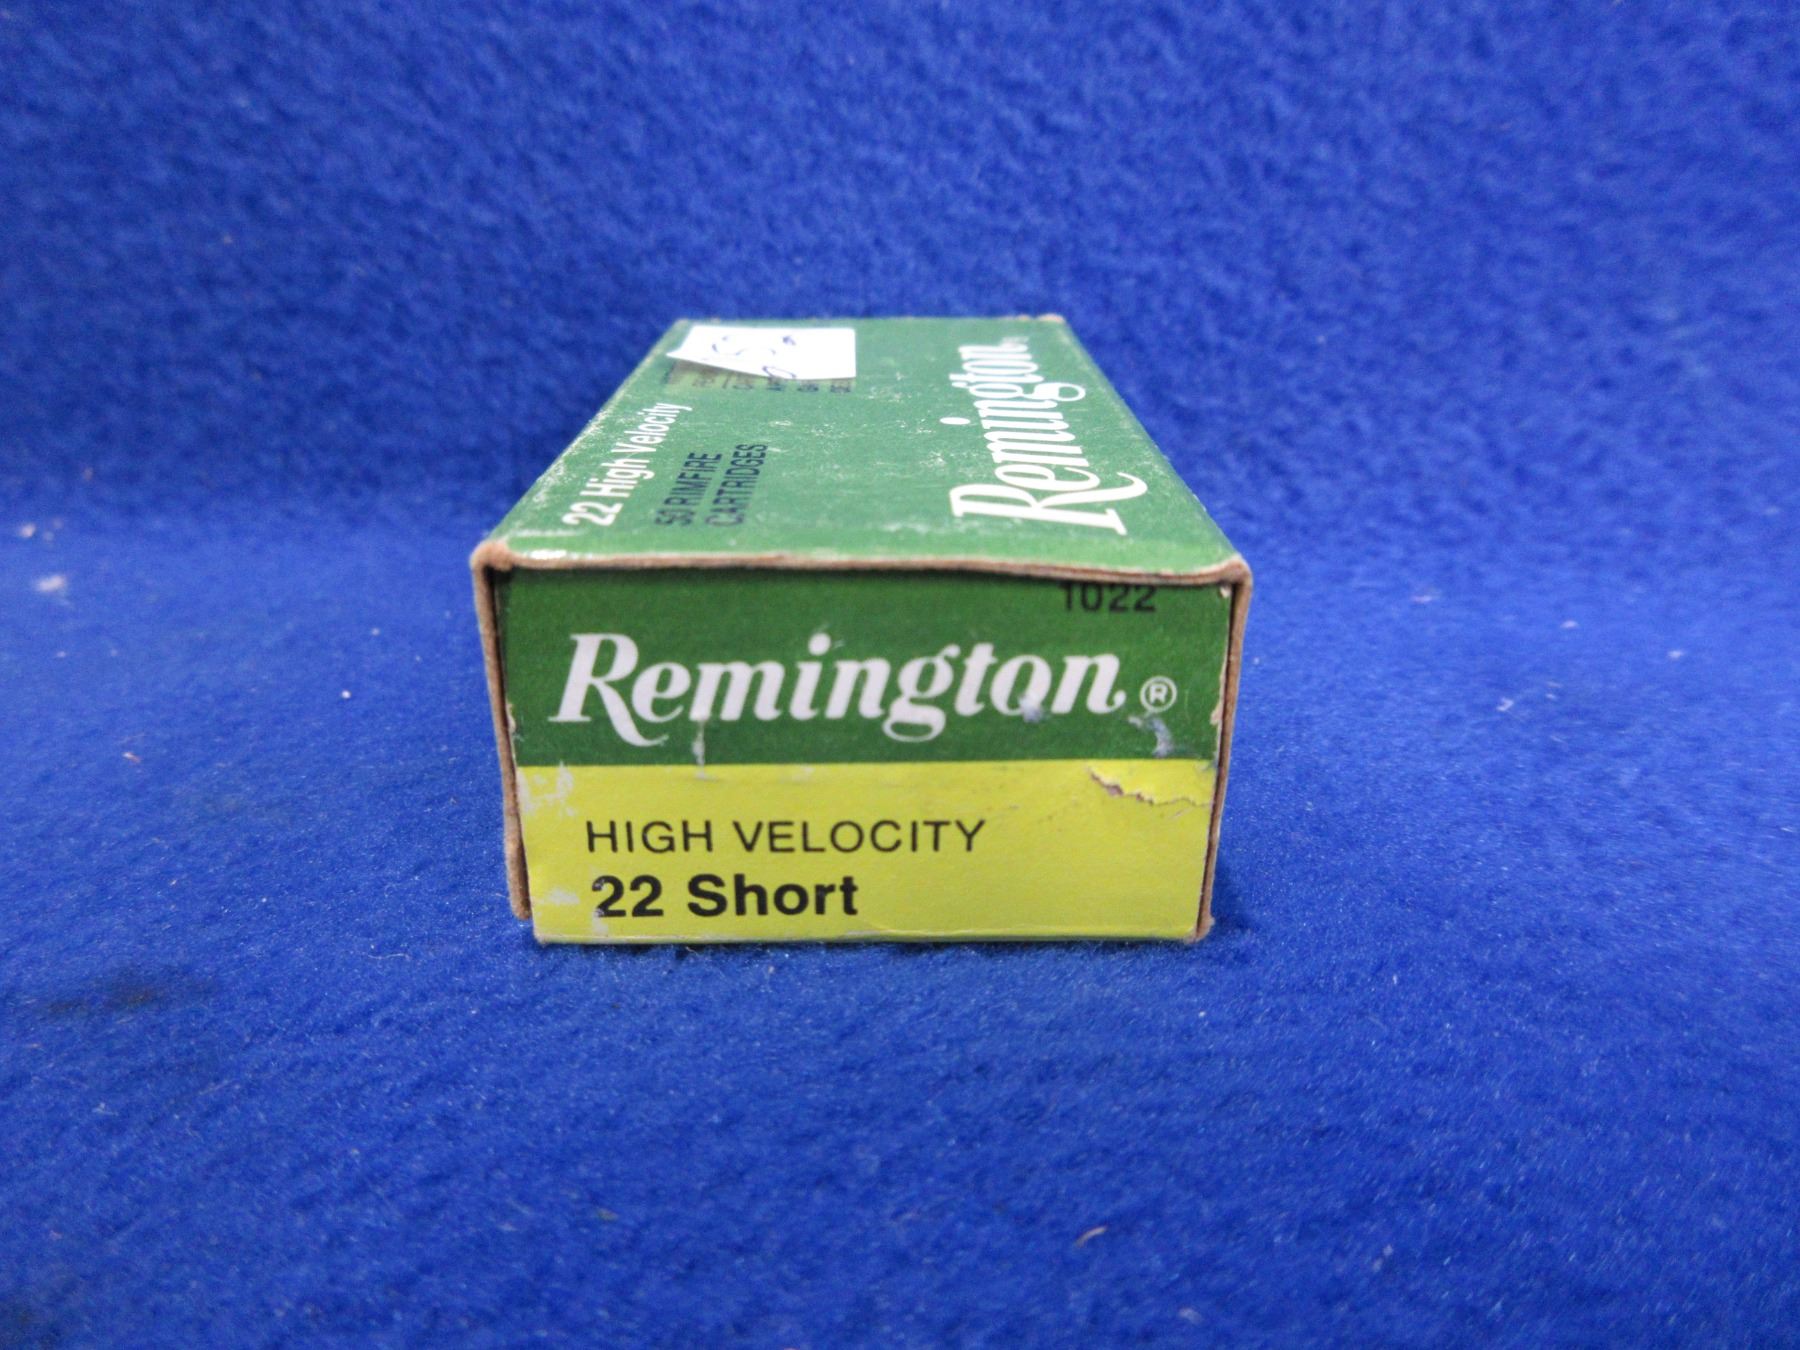 22 High Velocity
50 RIMFIRE
CARTRIDGES
Remington
1022
Remington®
HIGH VELOCITY
22 Short